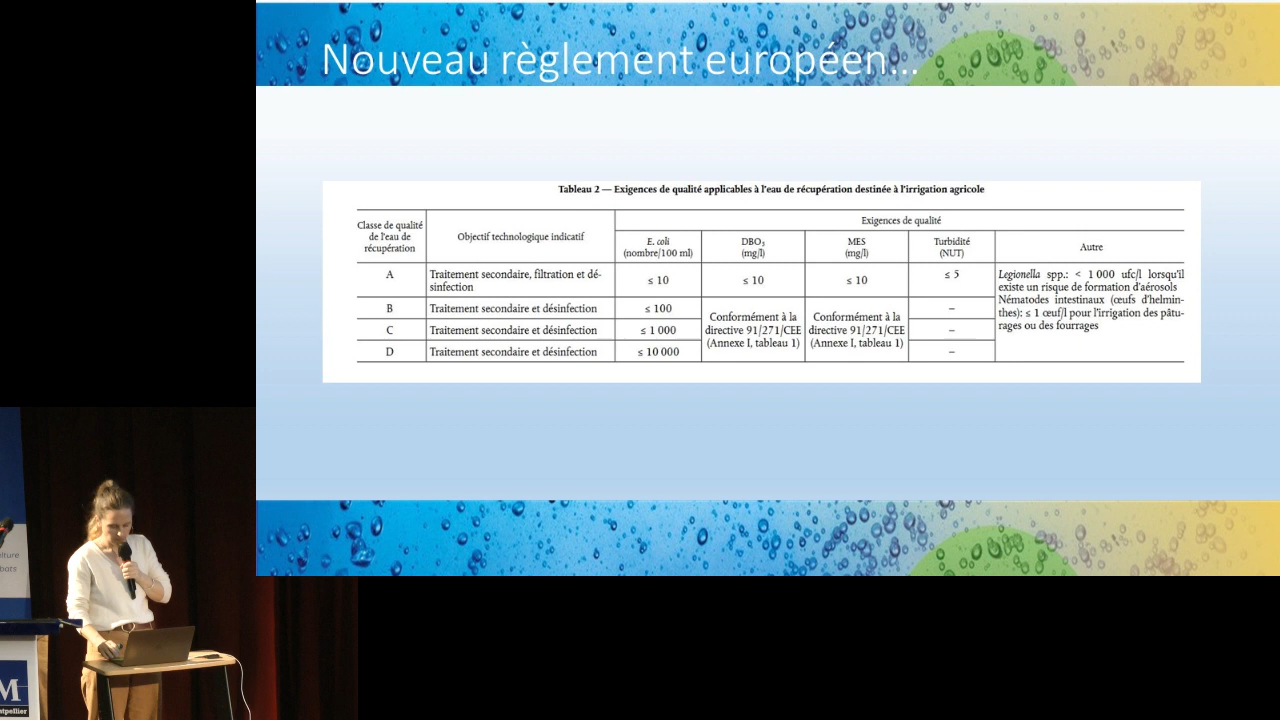 Nouveau règlement européen...
Tableau 2 — Exigences de qualité applicables à l'eau de récupération destinée à l'irrigation agricole
Classe de qualité de l'eau de récupération
Objectif technologique indicatif
Exigences de qualité
E. coli (nombre/100 ml)
DBO5 (mg/l)
MES (mg/l)
Turbidité (NUT)
Autre
A
Traitement secondaire, filtration et dé-
sinfection
≤ 10
≤ 10
≤ 10
≤ 5
Legionella spp.: < 1 000 ufc/l lorsqu'il
existe un risque de formation d'aérosols
Nématodes intestinaux (œufs d'helmin-
thes): ≤ 1 œuf/l pour l'irrigation des pâtu-
rages ou des fourrages
B
Traitement secondaire et désinfection
≤ 100
Conformément à la
directive 91/271/CEE
(Annexe I, tableau 1)
Conformément à la
directive 91/271/CEE
(Annexe I, tableau 1)
–
C
Traitement secondaire et désinfection
≤ 1 000
–
D
Traitement secondaire et désinfection
≤ 10 000
–
lture
bats
M
ntpellier